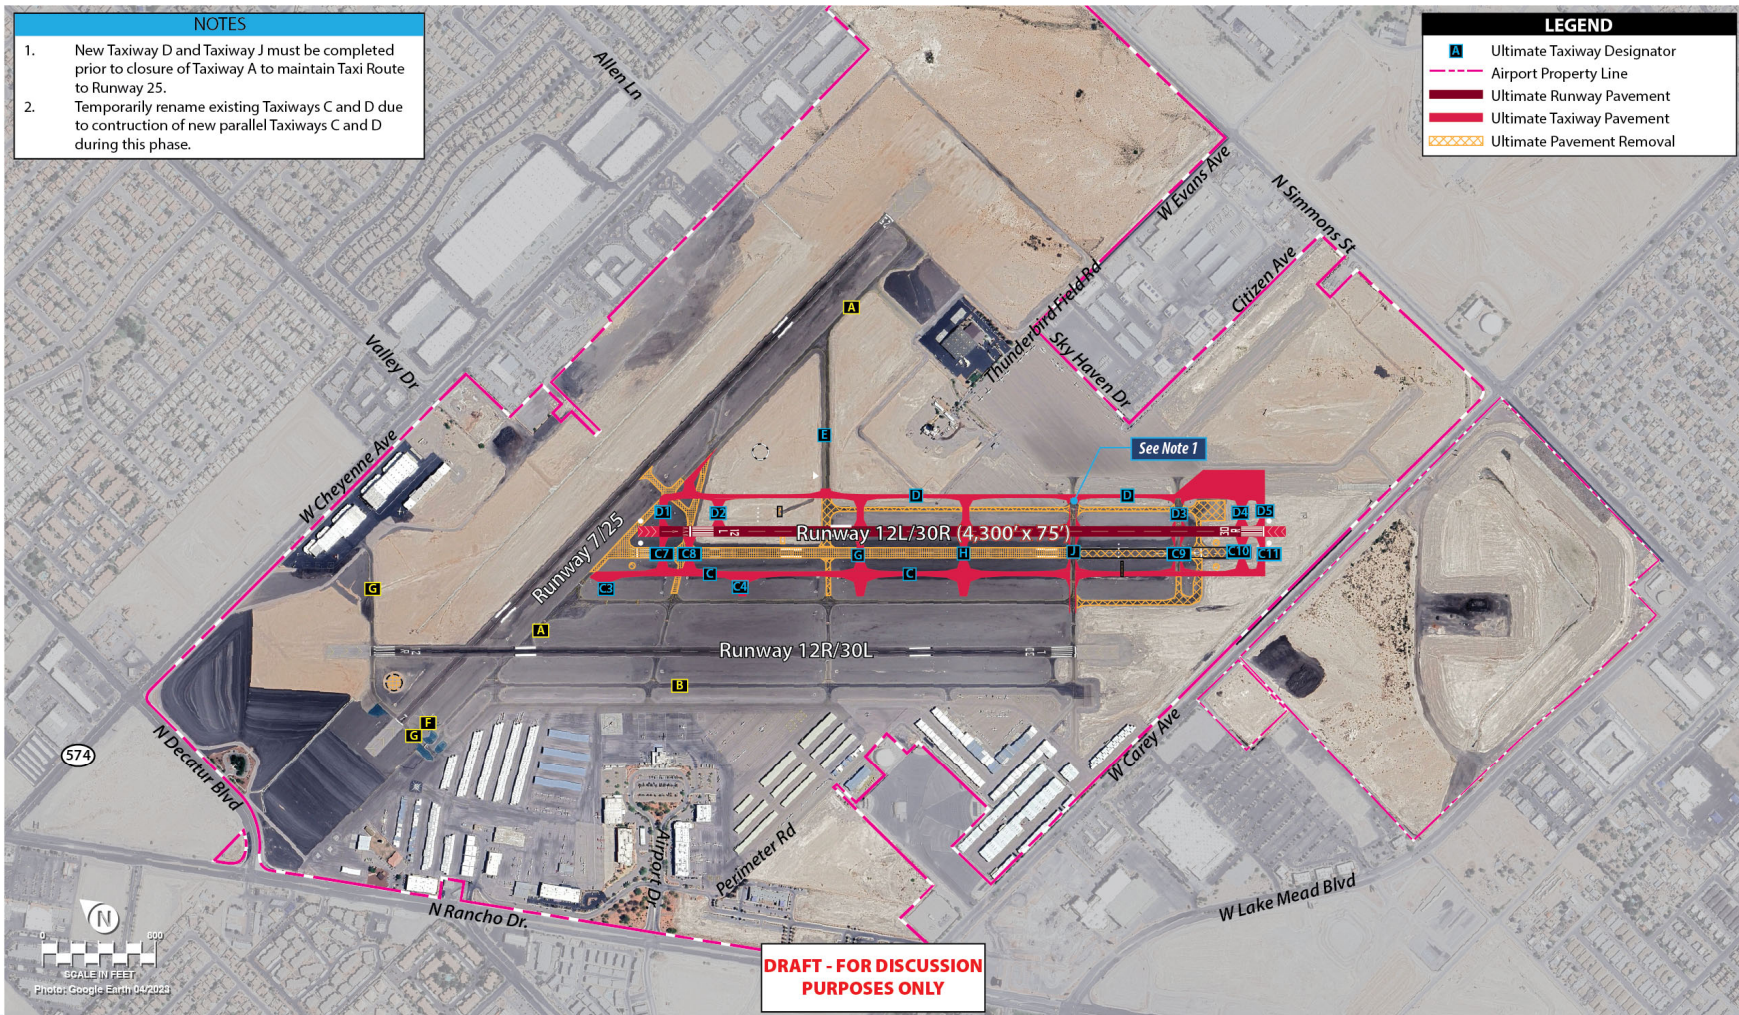 NOTES
1. New Taxiway D and Taxiway J must be completed
prior to closure of Taxiway A to maintain Taxi Route
to Runway 25.
2. Temporarily rename existing Taxiways C and D due
to contruction of new parallel Taxiways C and D
during this phase.
LEGEND
A Ultimate Taxiway Designator
Airport Property Line
Ultimate Runway Pavement
Ultimate Taxiway Pavement
Ultimate Pavement Removal
Allen Ln
W Evans Ave
N Simmons St
Citizen Ave
Thunderbird Field Rd
Sky Haven Dr
Valley Dr
W Cheyenne Ave
A
E
See Note 1
D
D
D1
D2
D3
D4
D5
Runway 7/25
Runway 12L/30R (4,300' x 75')
C7
C8
G
H
J
C9
C10
C11
C3
C
C4
C
G
A
Runway 12R/30L
B
F
G
574
N Decatur Blvd
W Carey Ave
Airport Dr
Perimeter Rd
N Rancho Dr.
W Lake Mead Blvd
N
0 800
SCALE IN FEET
Photo: Google Earth 04/2023
DRAFT - FOR DISCUSSION
PURPOSES ONLY